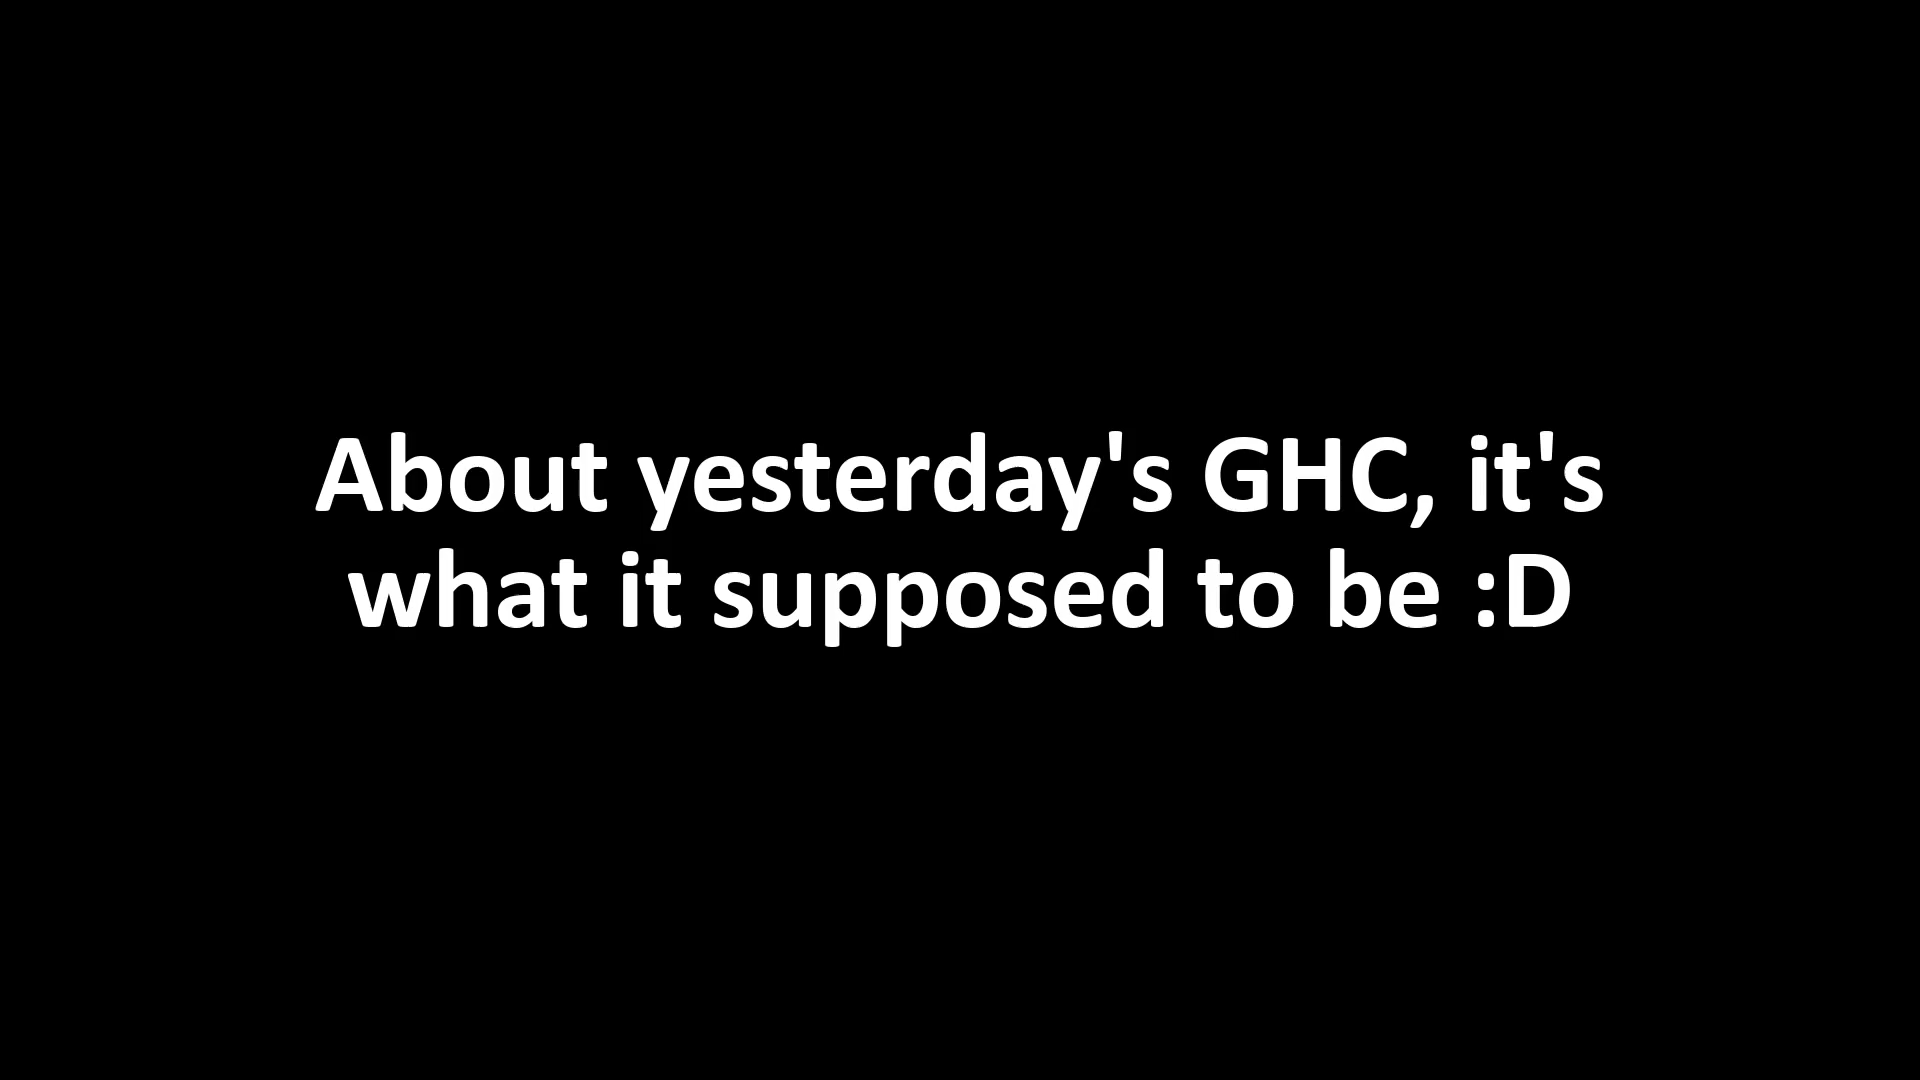 About yesterday's GHC, it's
what it supposed to be :D